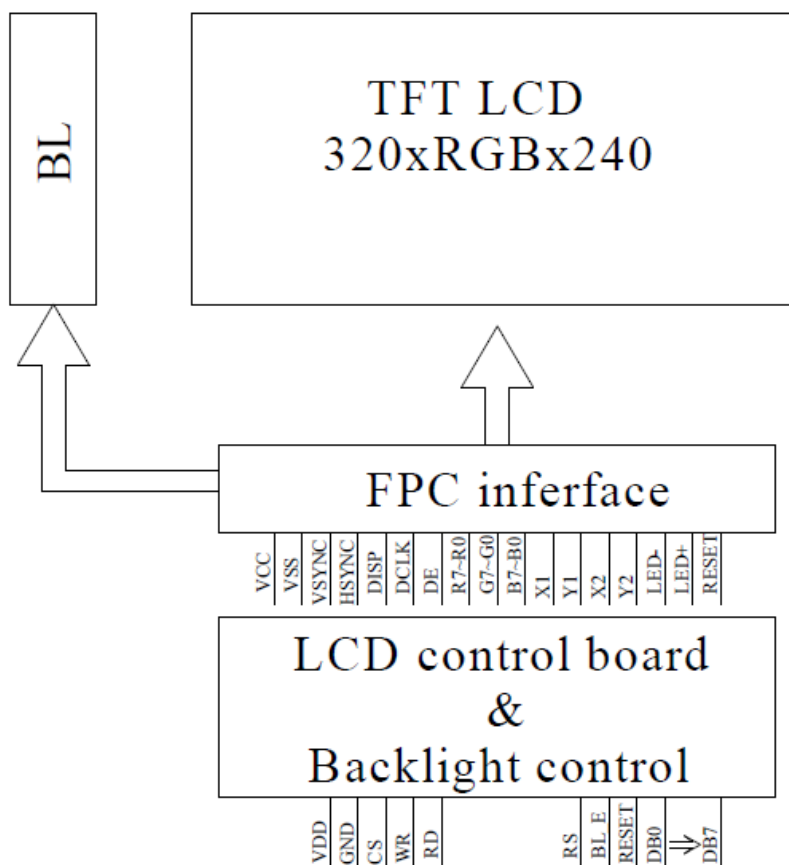 BL
TFT LCD
320xRGBx240
FPC inferface
VCC
VSS
VSYNC
HSYNC
DISP
DCLK
DE
R7~R0
G7~G0
B7~B0
X1
Y1
X2
Y2
LED-
LED+
RESET
LCD control board
&
Backlight control
VDD
GND
CS
WR
RD
RS
BL_E
RESET
DB0
⇒
DB7